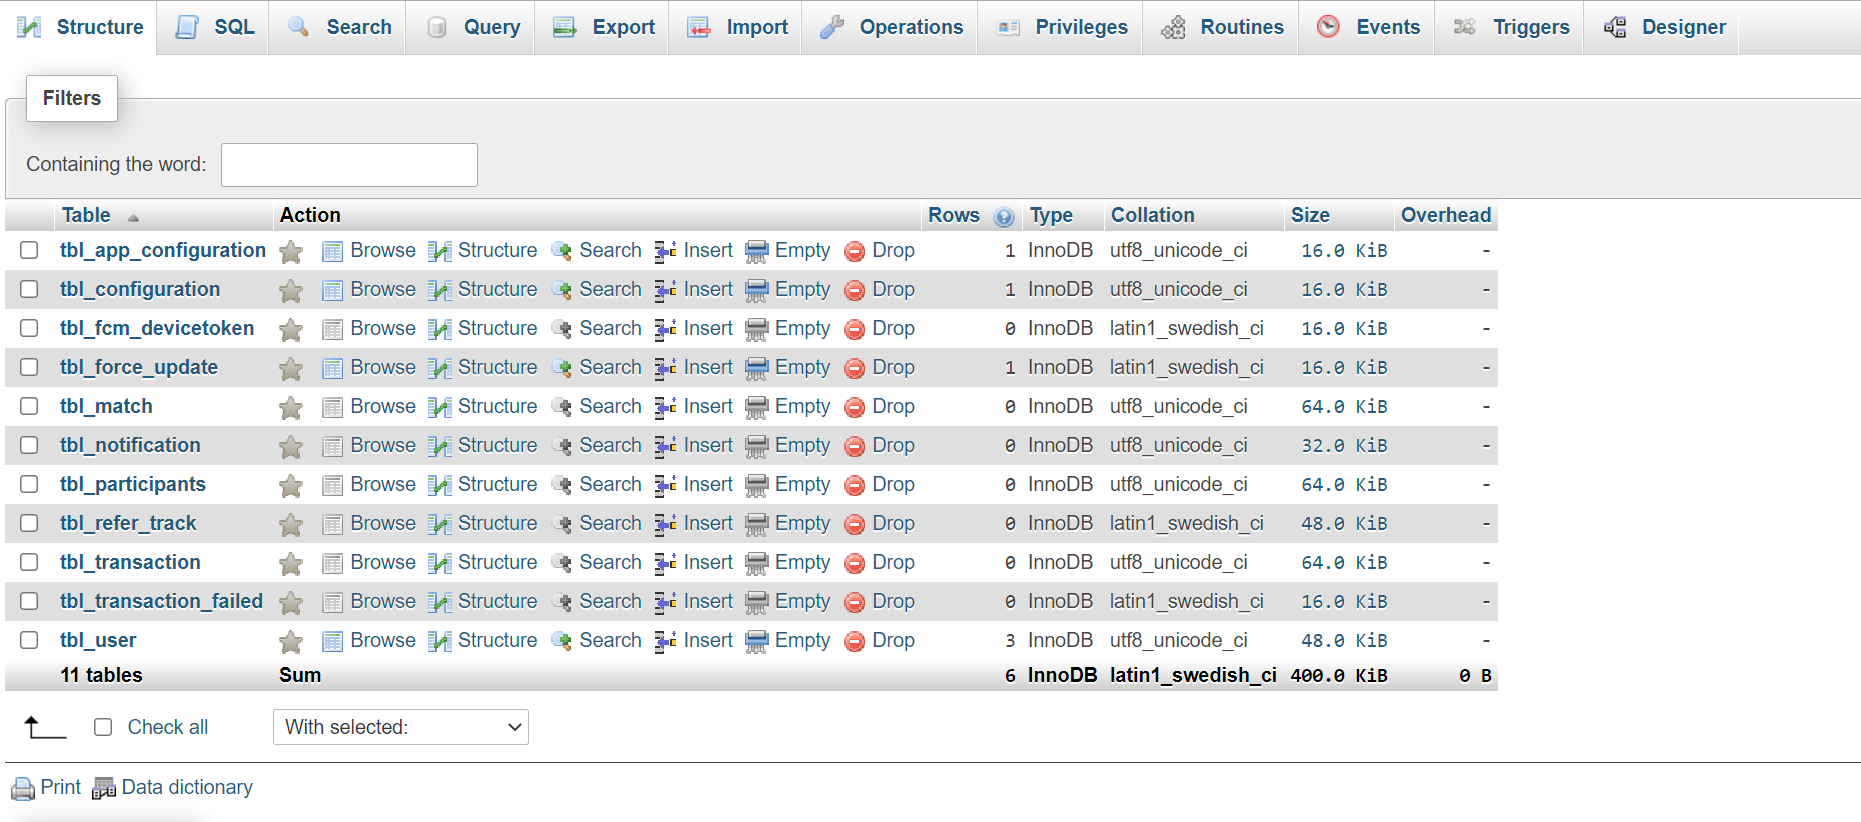 Structure SQL Search Query Export Import Operations Privileges Routines Events Triggers Designer
Filters
Containing the word:
Table Action Rows Type Collation Size Overhead
tbl_app_configuration Browse Structure Search Insert Empty Drop 1 InnoDB utf8_unicode_ci 16.0 KiB -
tbl_configuration Browse Structure Search Insert Empty Drop 1 InnoDB utf8_unicode_ci 16.0 KiB -
tbl_fcm_devicetoken Browse Structure Search Insert Empty Drop 0 InnoDB latin1_swedish_ci 16.0 KiB -
tbl_force_update Browse Structure Search Insert Empty Drop 1 InnoDB latin1_swedish_ci 16.0 KiB -
tbl_match Browse Structure Search Insert Empty Drop 0 InnoDB utf8_unicode_ci 64.0 KiB -
tbl_notification Browse Structure Search Insert Empty Drop 0 InnoDB utf8_unicode_ci 32.0 KiB -
tbl_participants Browse Structure Search Insert Empty Drop 0 InnoDB utf8_unicode_ci 64.0 KiB -
tbl_refer_track Browse Structure Search Insert Empty Drop 0 InnoDB latin1_swedish_ci 48.0 KiB -
tbl_transaction Browse Structure Search Insert Empty Drop 0 InnoDB utf8_unicode_ci 64.0 KiB -
tbl_transaction_failed Browse Structure Search Insert Empty Drop 0 InnoDB latin1_swedish_ci 16.0 KiB -
tbl_user Browse Structure Search Insert Empty Drop 3 InnoDB utf8_unicode_ci 48.0 KiB -
11 tables Sum 6 InnoDB latin1_swedish_ci 400.0 KiB 0 B
Check all With selected:
Print Data dictionary